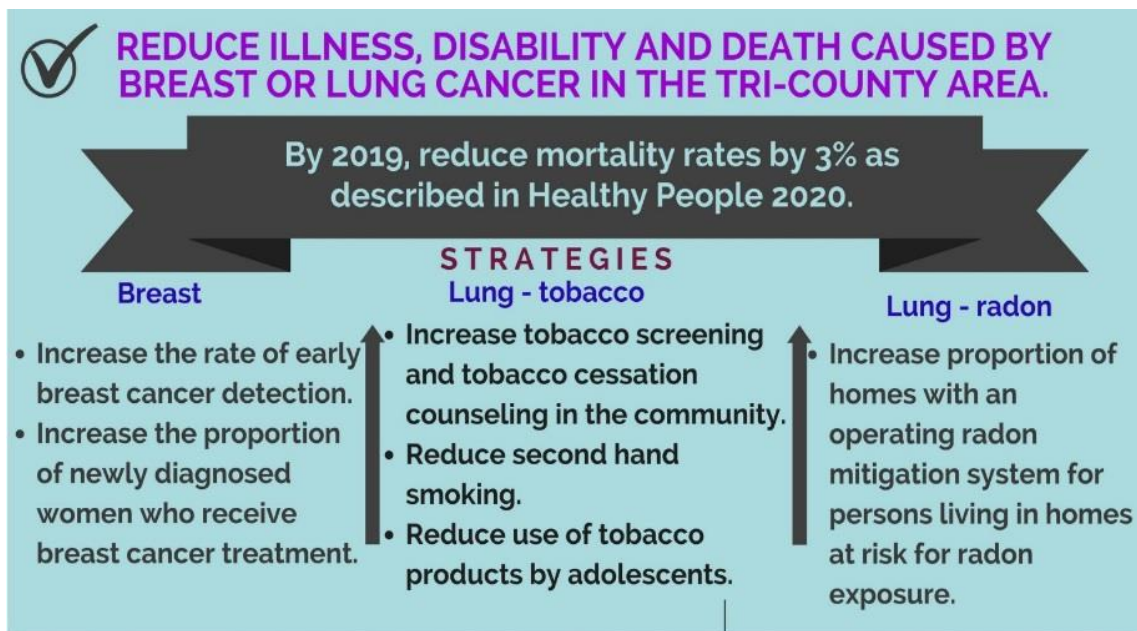 REDUCE ILLNESS, DISABILITY AND DEATH CAUSED BY
BREAST OR LUNG CANCER IN THE TRI-COUNTY AREA.
By 2019, reduce mortality rates by 3% as
described in Healthy People 2020.
STRATEGIES
Breast
• Increase the rate of early
breast cancer detection.
• Increase the proportion
of newly diagnosed
women who receive
breast cancer treatment.
Lung - tobacco
• Increase tobacco screening
and tobacco cessation
counseling in the community.
• Reduce second hand
smoking.
• Reduce use of tobacco
products by adolescents.
Lung - radon
• Increase proportion of
homes with an
operating radon
mitigation system for
persons living in homes
at risk for radon
exposure.